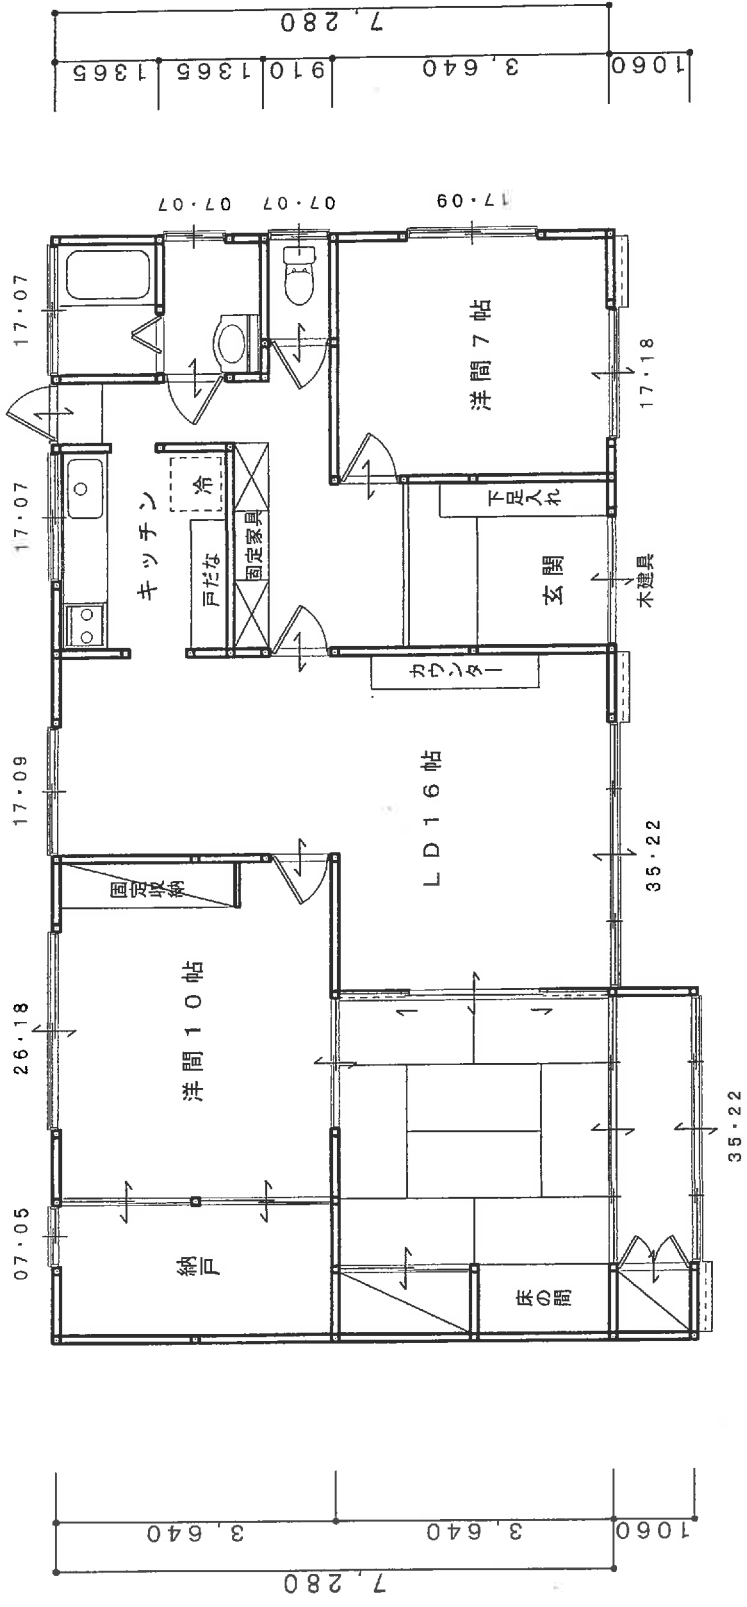 7,280
1365
1365
910
3,640
1060
07・07
07・07
17・09
17・07
洋間7帖
17・18
17・07
キッチン
冷
戸だな
固定家具
下足入れ
玄関
木建具
カウンター
17・09
LD16帖
35・22
固定収納
洋間10帖
26・18
35・22
07・05
納戸
床の間
3,640
3,640
1060
7,280